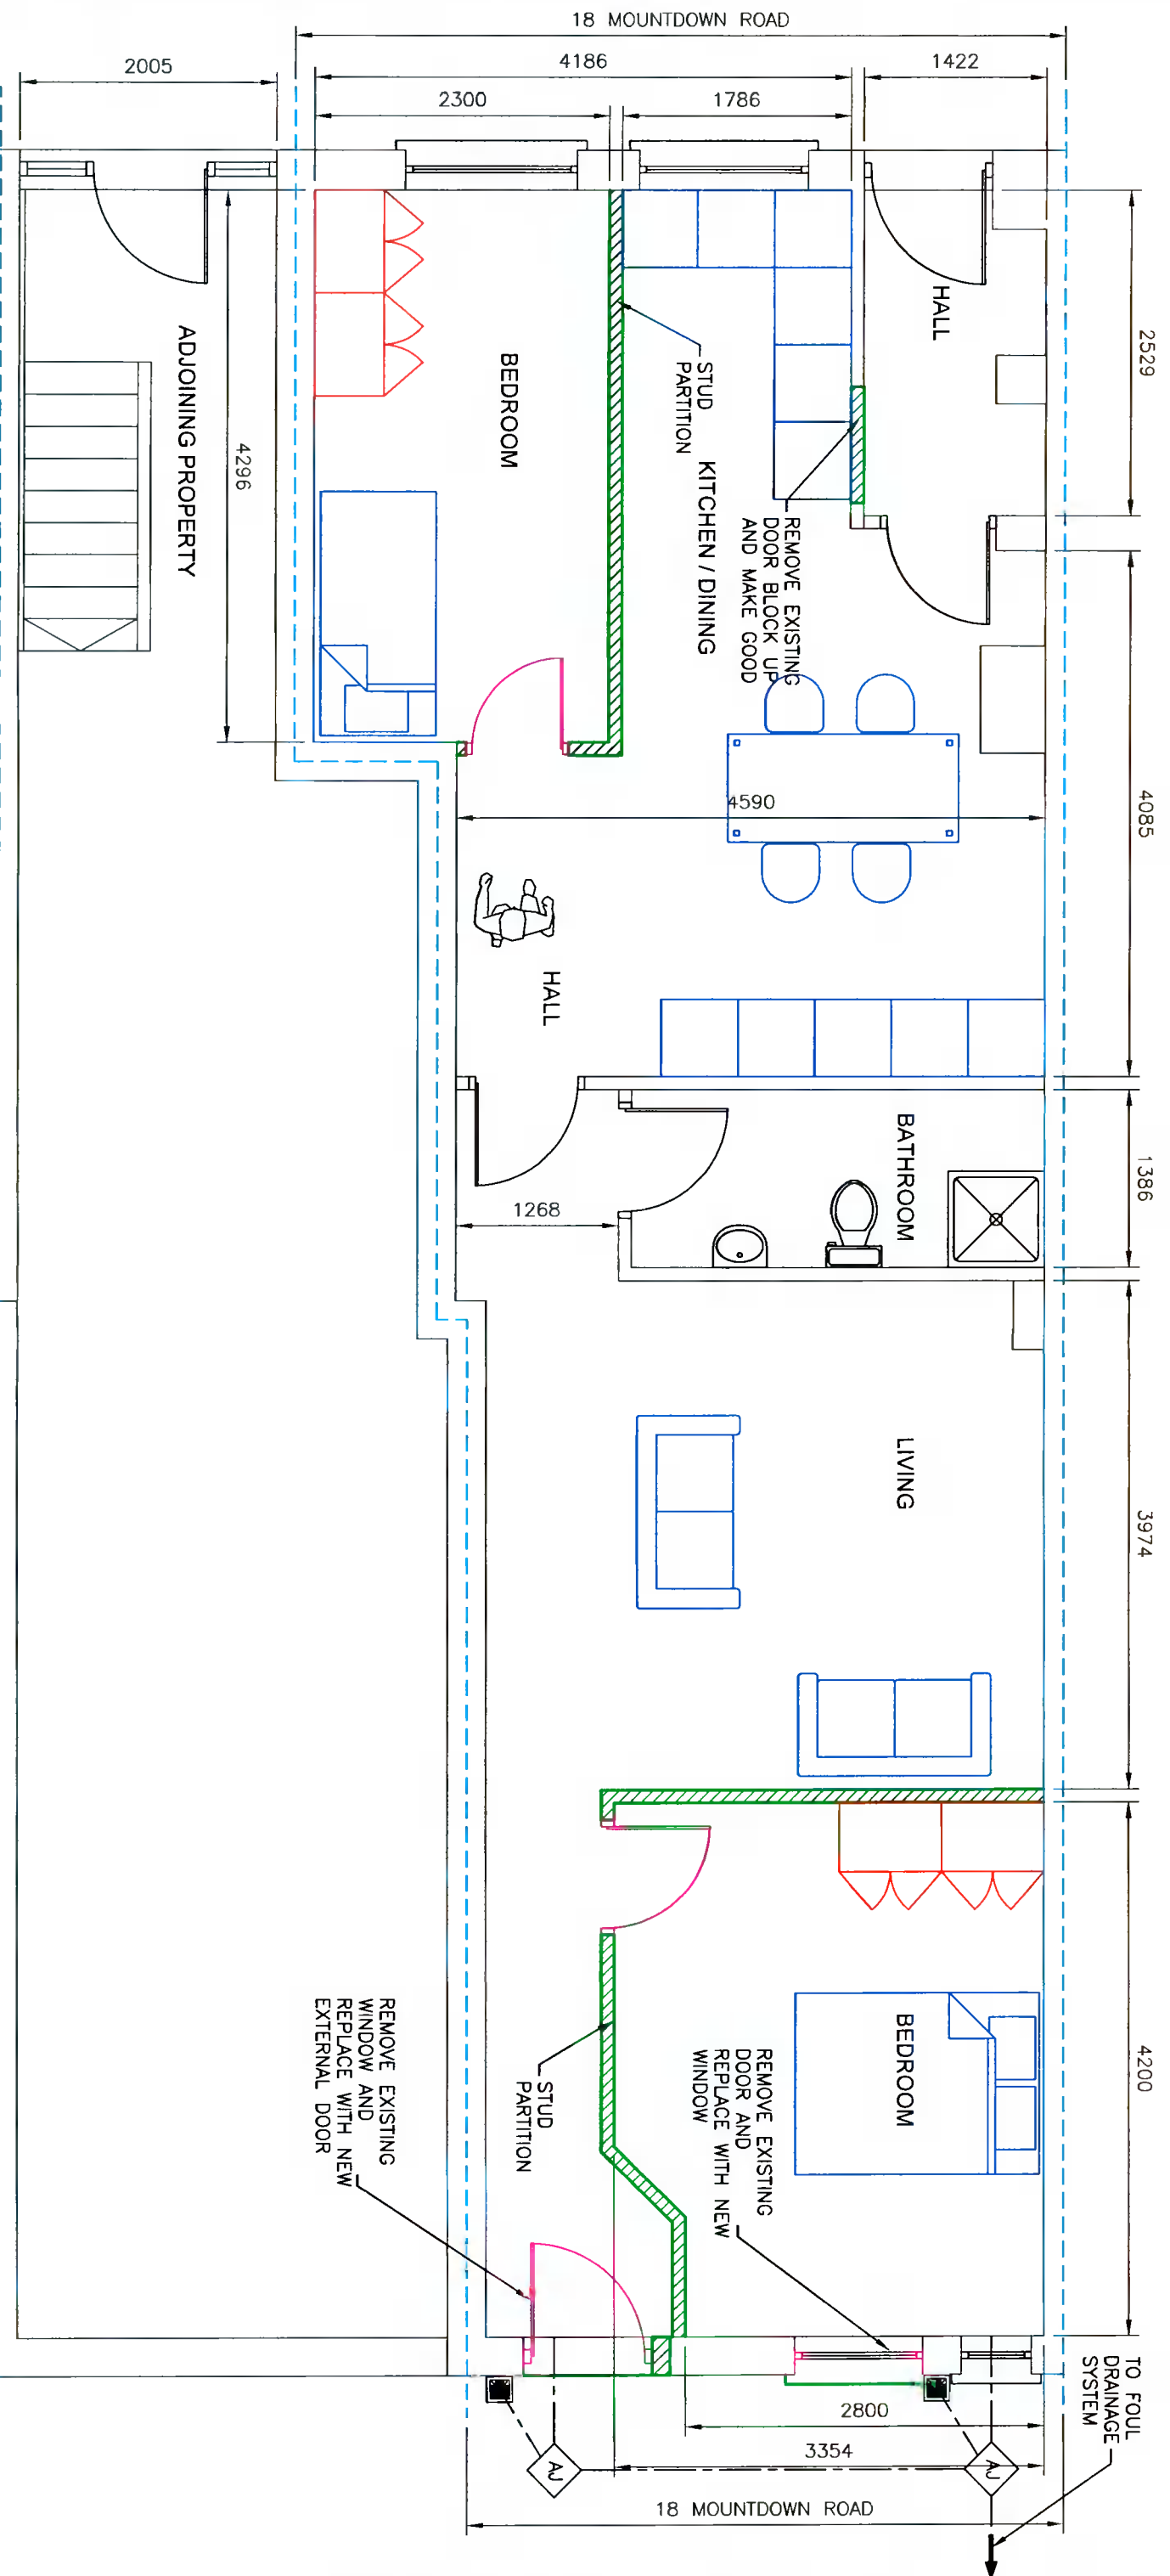 18 MOUNTDOWN ROAD
2005
4186
1422
2300
1786
HALL
2529
STUD
PARTITION
BEDROOM
ADJOINING PROPERTY
4296
KITCHEN / DINING
REMOVE EXISTING
DOOR BLOCK UP
AND MAKE GOOD
4590
4085
HALL
BATHROOM
1386
1268
LIVING
3974
BEDROOM
4200
REMOVE EXISTING
DOOR AND
REPLACE WITH NEW
WINDOW
STUD
PARTITION
REMOVE EXISTING
WINDOW AND
REPLACE WITH NEW
EXTERNAL DOOR
TO FOUL
DRAINAGE
SYSTEM
2800
3354
AJ
AJ
18 MOUNTDOWN ROAD